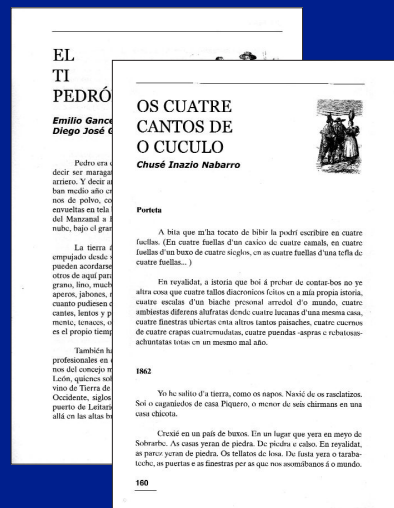 EL
TI
PEDRÓ
Emilio Gance
Diego José G
Pedro era
decir ser maragat
arriero. Y decir ar
ban medio año cr
nos de polvo, co
envueltas en tela
del Manzanal a
nube, bajo el gran
La tierra
empujado desde s
pueden acordarse
otros de aquí para
grano, lino, much
aperos, jabones, r
cuanto pudiesen c
cantes, lentos y p
mente, tenaces, o
es el propio tiemp
También ha
profesionales en
nos del concejo m
León, quienes sol
vino de Tierra de
Occidente, siglos
puerto de Leitari
allá en las altas br
OS CUATRE
CANTOS DE
O CUCULO
Chusé Inazio Nabarro
Porteta
A bita que m'ha tocato de bibir la podrí escribire en cuatre
fuellas. (En cuatre fuellas d'un caxico de cuatre camals, en cuatre
fuellas d'un buxo de cuatre sieglos, en as cuatre fuellas d'una tefla de
cuatre fuellas... )
En reyalidat, a istoria que boi á prebar de contar-bos no ye
altra cosa que cuatre tallos diacronicos feitos en a mía propia istoria,
cuatre esculas d'un biache presonal arredol d'o mundo, cuatre
ambiestas diferens alufratas dende cuatre lucanas d'una mesma casa,
cuatre finestras ubiertas enta altros tantos paisaches, cuatre cuernos
de cuatre crapas cuatremudatas, cuatre puendas -aspras e rebatosas-
achuntatas totas en un mesmo mal año.
1862
Yo he salito d'a tierra, como os napos. Naxié de os rasclatizos.
Soi o caganiedos de casa Piquero, o menor de seis chirmans en una
casa chicota.
Crexié en un país de buxos. En un lugar que yera en meyo de
Sobrarbe. As casas yeran de piedra. De piedra e calso. En reyalidat,
as parez yeran de piedra. Os tellatos de losa. De fusta yera o taraba-
teche, as puertas e as finestras per as que nos asomábanos á o mundo.
160